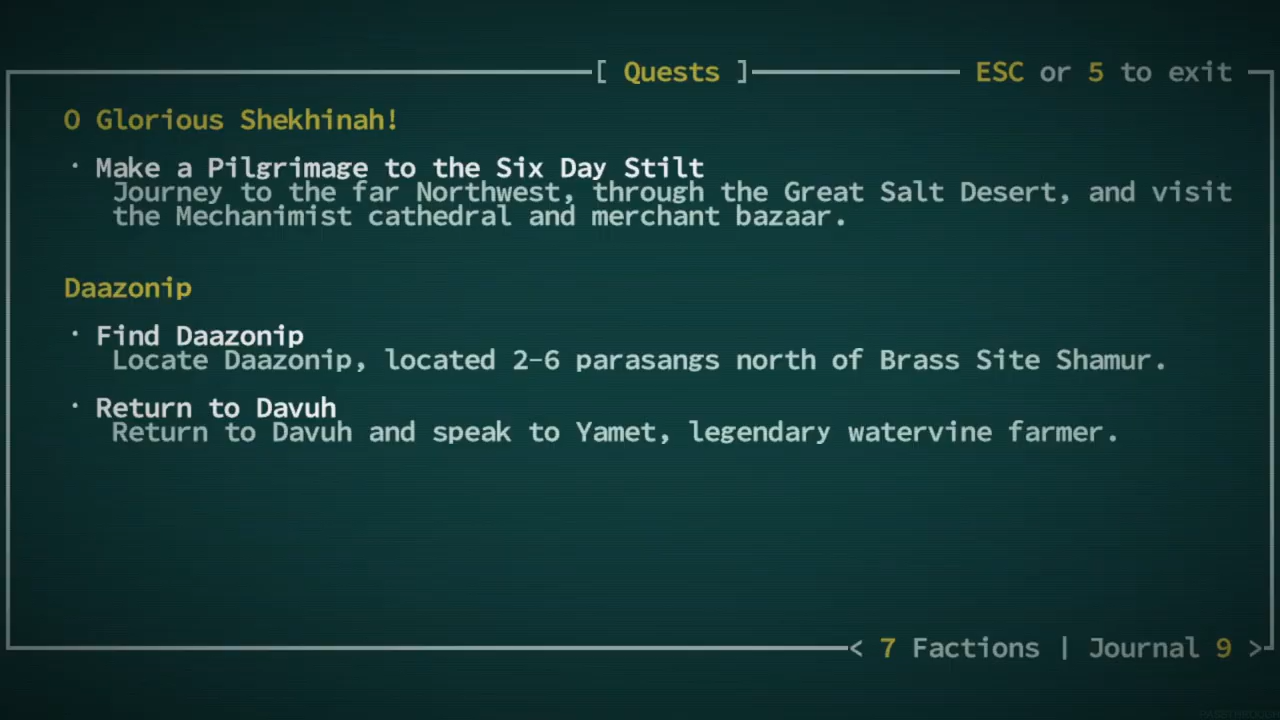 [ Quests ] ESC or 5 to exit
O Glorious Shekhinah!
· Make a Pilgrimage to the Six Day Stilt
Journey to the far Northwest, through the Great Salt Desert, and visit
the Mechanimist cathedral and merchant bazaar.
Daazonip
· Find Daazonip
Locate Daazonip, located 2-6 parasangs north of Brass Site Shamur.
· Return to Davuh
Return to Davuh and speak to Yamet, legendary watervine farmer.
< 7 Factions | Journal 9 >